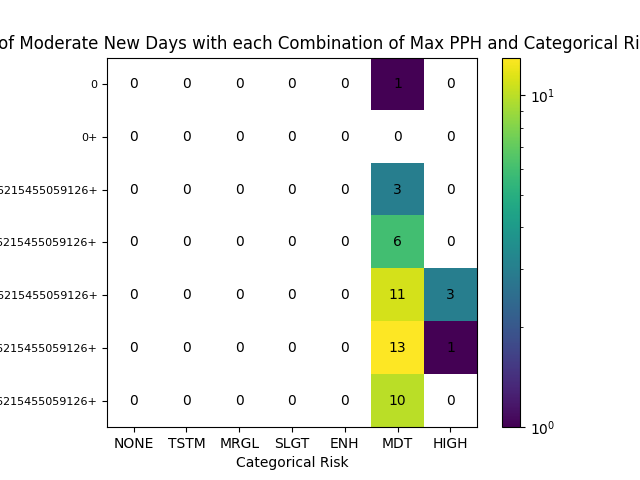 of Moderate New Days with each Combination of Max PPH and Categorical Ri
0 0 0 0 0 0 1 0
0+ 0 0 0 0 0 0 0
5215455059126+ 0 0 0 0 0 3 0
5215455059126+ 0 0 0 0 0 6 0
5215455059126+ 0 0 0 0 0 11 3
5215455059126+ 0 0 0 0 0 13 1
5215455059126+ 0 0 0 0 0 10 0
NONE TSTM MRGL SLGT ENH MDT HIGH
Categorical Risk
10¹
10⁰